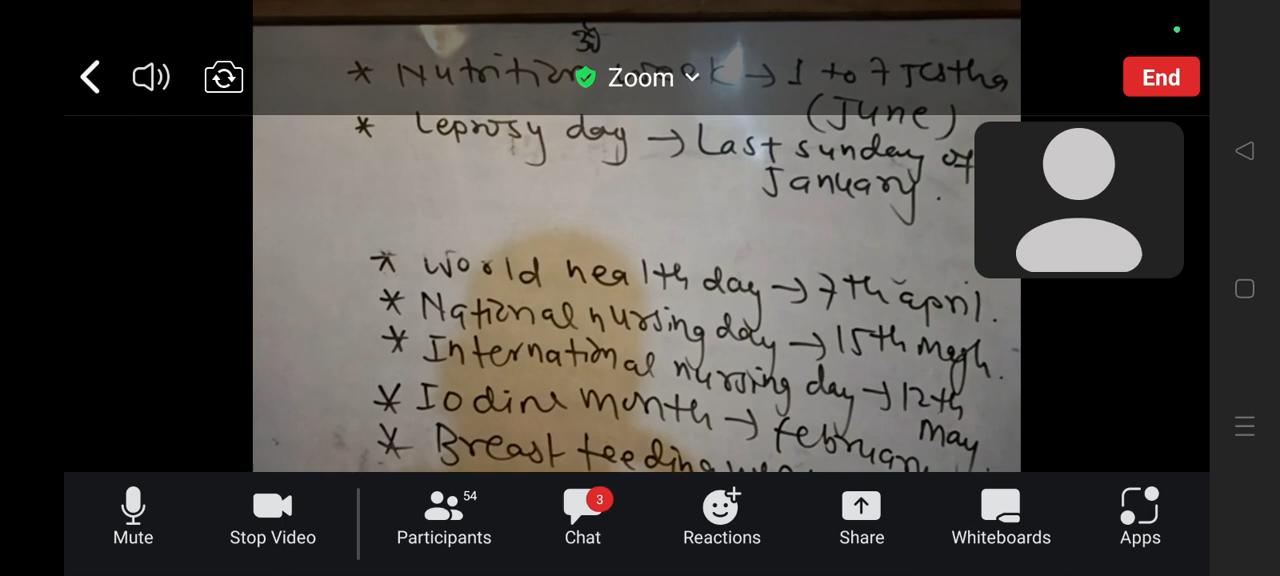 * Nutrition week → 1 to 7
(June)
* Leprosy day → Last sunday of
January.
Zoom
End
* World health day → 7th april.
* National nursing day → 15th Magh.
* International nursing day → 12th
May
* Iodine month → february
* Breast feeding
Mute
Stop Video
54
Participants
3
Chat
Reactions
Share
Whiteboards
Apps